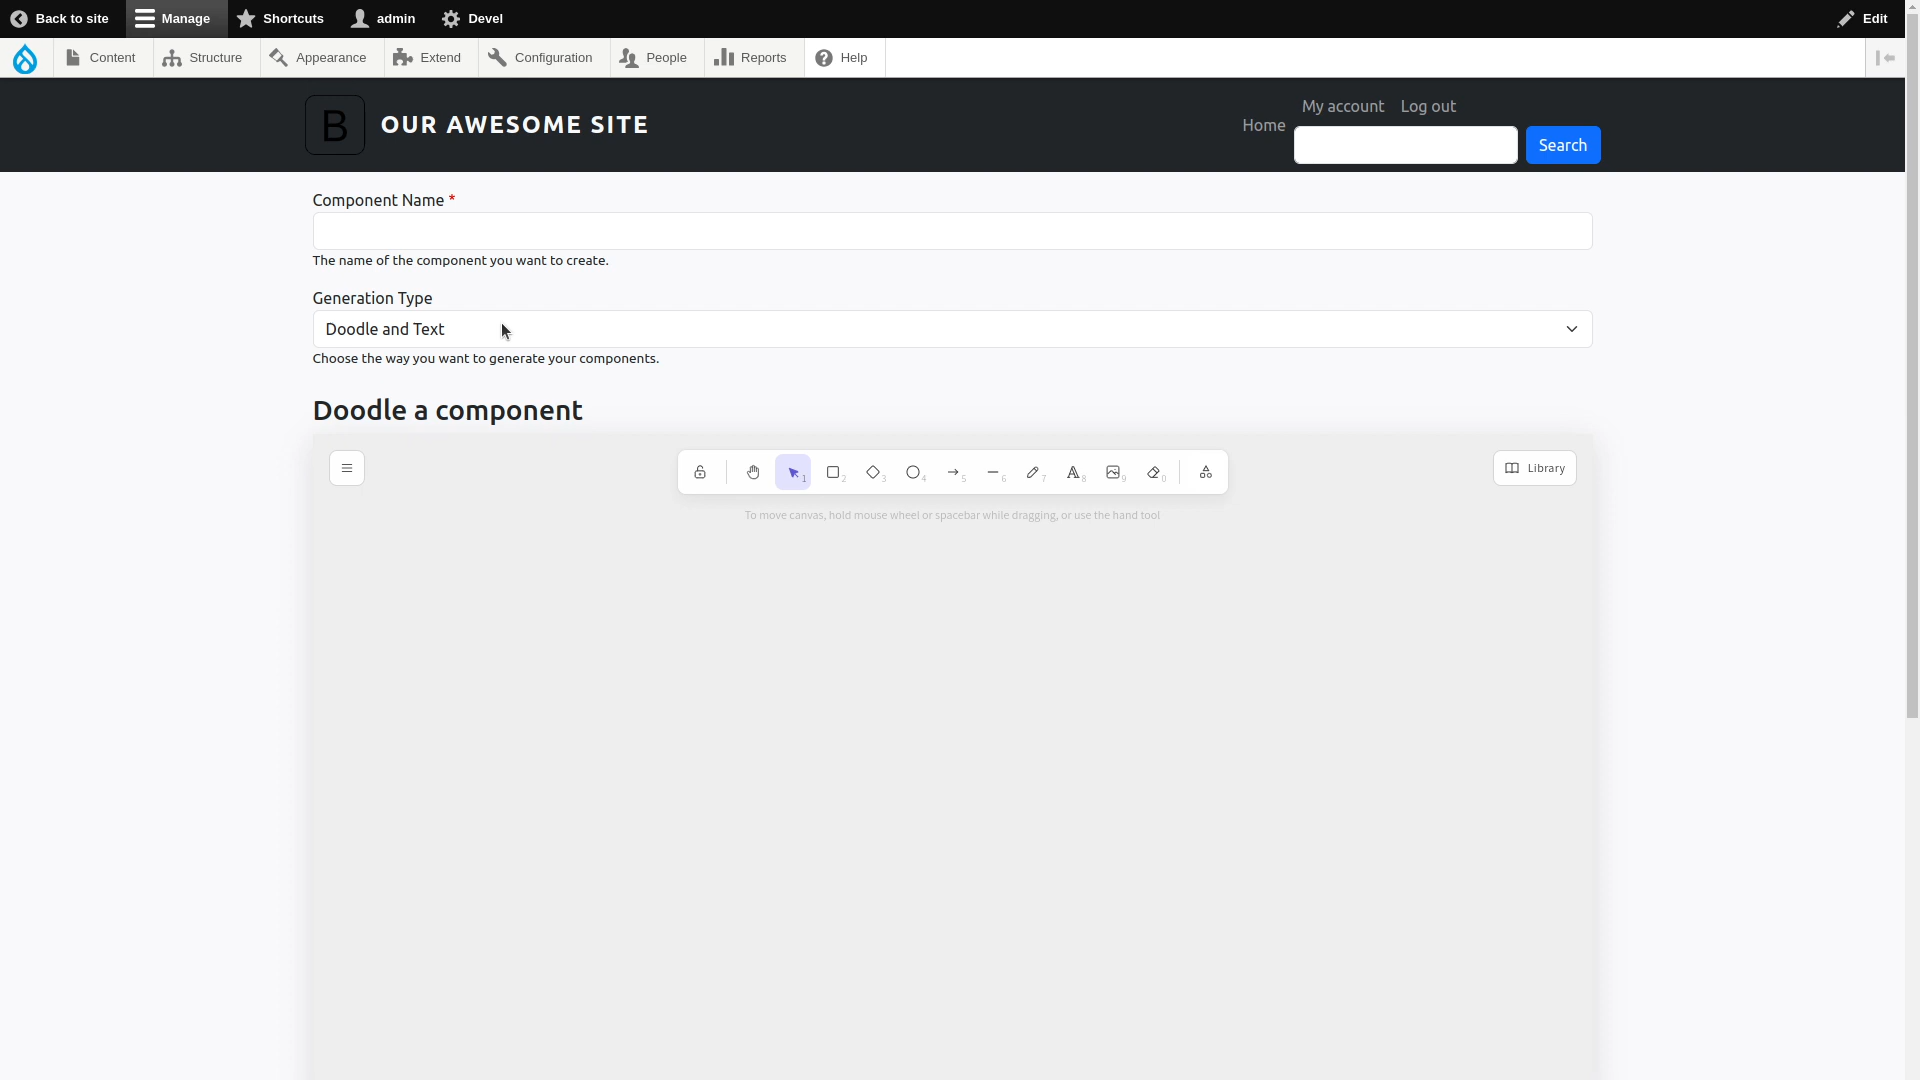 Back to site Manage Shortcuts admin Devel Edit
Content Structure Appearance Extend Configuration People Reports Help
B OUR AWESOME SITE
My account Log out
Home
Search
Component Name *
The name of the component you want to create.
Generation Type
Doodle and Text
Choose the way you want to generate your components.
Doodle a component
1 2 3 4 5 6 7 8 9 0
Library
To move canvas, hold mouse wheel or spacebar while dragging, or use the hand tool